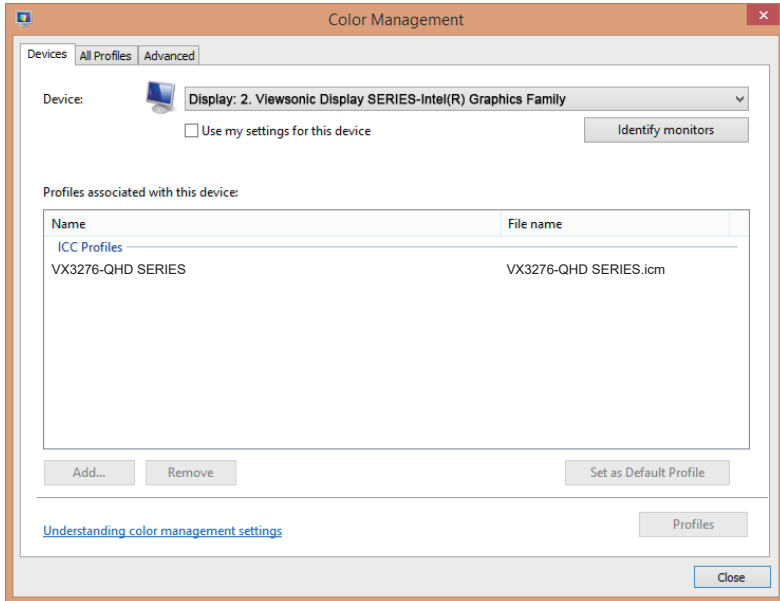 Color Management
Devices All Profiles Advanced
Device: Display: 2. Viewsonic Display SERIES-Intel(R) Graphics Family
Use my settings for this device Identify monitors
Profiles associated with this device:
Name File name
ICC Profiles
VX3276-QHD SERIES VX3276-QHD SERIES.icm
Add... Remove Set as Default Profile
Understanding color management settings Profiles
Close